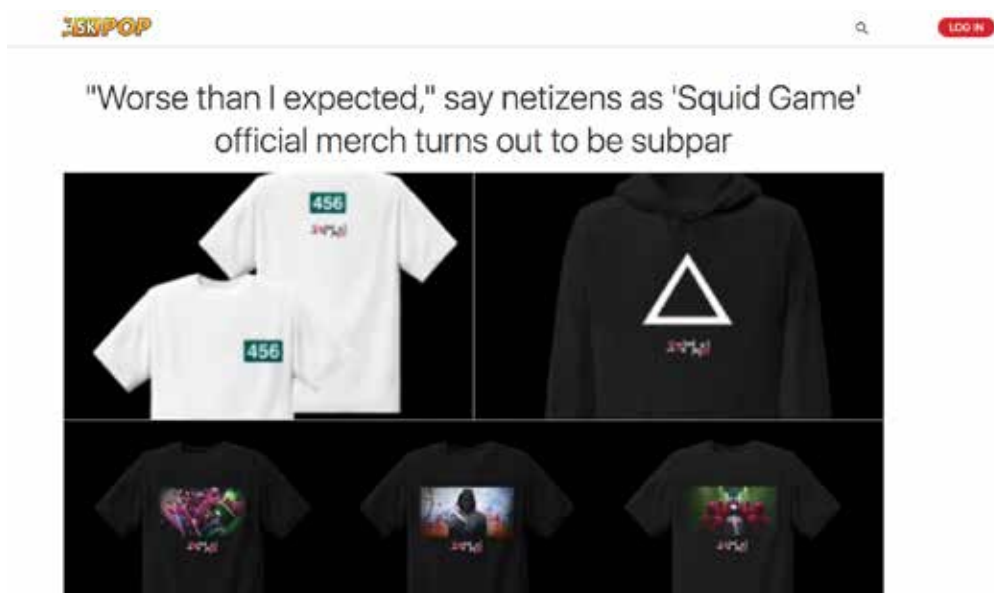 LOG IN
"Worse than I expected," say netizens as 'Squid Game'
official merch turns out to be subpar
456
456